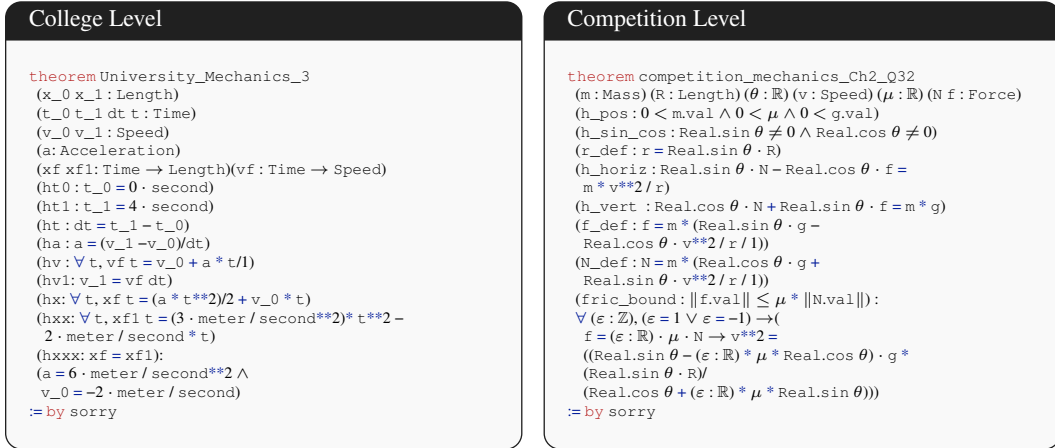 College Level
theorem University_Mechanics_3
(x_0 x_1 : Length)
(t_0 t_1 dt t : Time)
(v_0 v_1 : Speed)
(a: Acceleration)
(xf xf1: Time → Length)(vf : Time → Speed)
(ht0 : t_0 = 0 · second)
(ht1 : t_1 = 4 · second)
(ht : dt = t_1 − t_0)
(ha : a = (v_1 −v_0)/dt)
(hv : ∀ t, vf t = v_0 + a * t/1)
(hv1: v_1 = vf dt)
(hx: ∀ t, xf t = (a * t**2)/2 + v_0 * t)
(hxx: ∀ t, xf1 t = (3 · meter / second**2)* t**2 −
2 · meter / second * t)
(hxxx: xf = xf1):
(a = 6 · meter / second**2 ∧
v_0 = −2 · meter / second)
:= by sorry
Competition Level
theorem competition_mechanics_Ch2_Q32
(m : Mass) (R : Length) (θ : ℝ) (v : Speed) (μ : ℝ) (N f : Force)
(h_pos : 0 < m.val ∧ 0 < μ ∧ 0 < g.val)
(h_sin_cos : Real.sin θ ≠ 0 ∧ Real.cos θ ≠ 0)
(r_def : r = Real.sin θ · R)
(h_horiz : Real.sin θ · N − Real.cos θ · f =
m * v**2 / r)
(h_vert : Real.cos θ · N + Real.sin θ · f = m * g)
(f_def : f = m * (Real.sin θ · g −
Real.cos θ · v**2 / r / 1))
(N_def : N = m * (Real.cos θ · g +
Real.sin θ · v**2 / r / 1))
(fric_bound : ‖f.val‖ ≤ μ * ‖N.val‖) :
∀ (ε : ℤ), (ε = 1 ∨ ε = −1) →(
f = (ε : ℝ) · μ · N → v**2 =
((Real.sin θ − (ε : ℝ) * μ * Real.cos θ) · g *
(Real.sin θ · R)/
(Real.cos θ + (ε : ℝ) * μ * Real.sin θ)))
:= by sorry